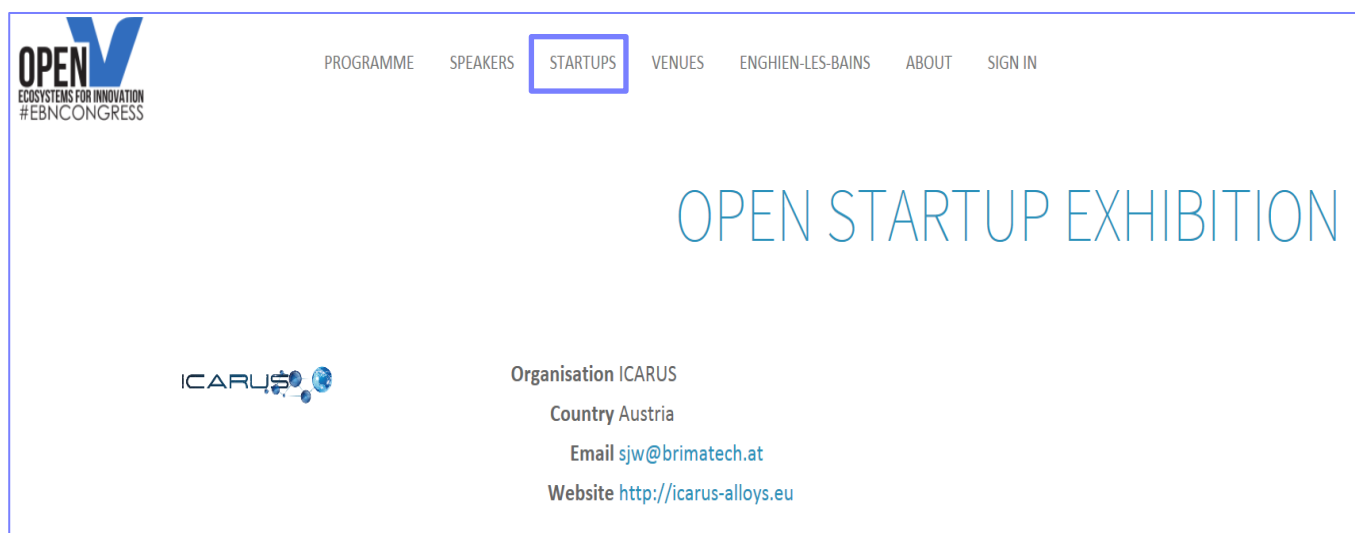 OPEN
ECOSYSTEMS FOR INNOVATION
#EBNCONGRESS
PROGRAMME SPEAKERS STARTUPS VENUES ENGHIEN-LES-BAINS ABOUT SIGN IN
OPEN STARTUP EXHIBITION
ICARUS
Organisation ICARUS
Country Austria
Email sjw@brimatech.at
Website http://icarus-alloys.eu